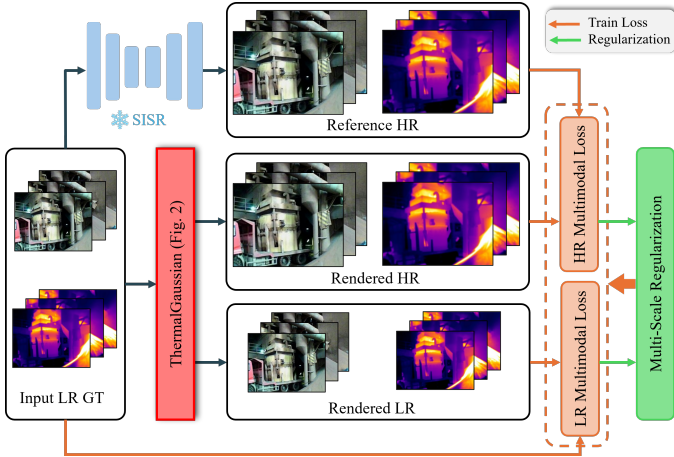 Train Loss
Regularization
SISR
Reference HR
Input LR GT
ThermalGaussian (Fig. 2)
Rendered HR
Rendered LR
HR Multimodal Loss
LR Multimodal Loss
Multi-Scale Regularization